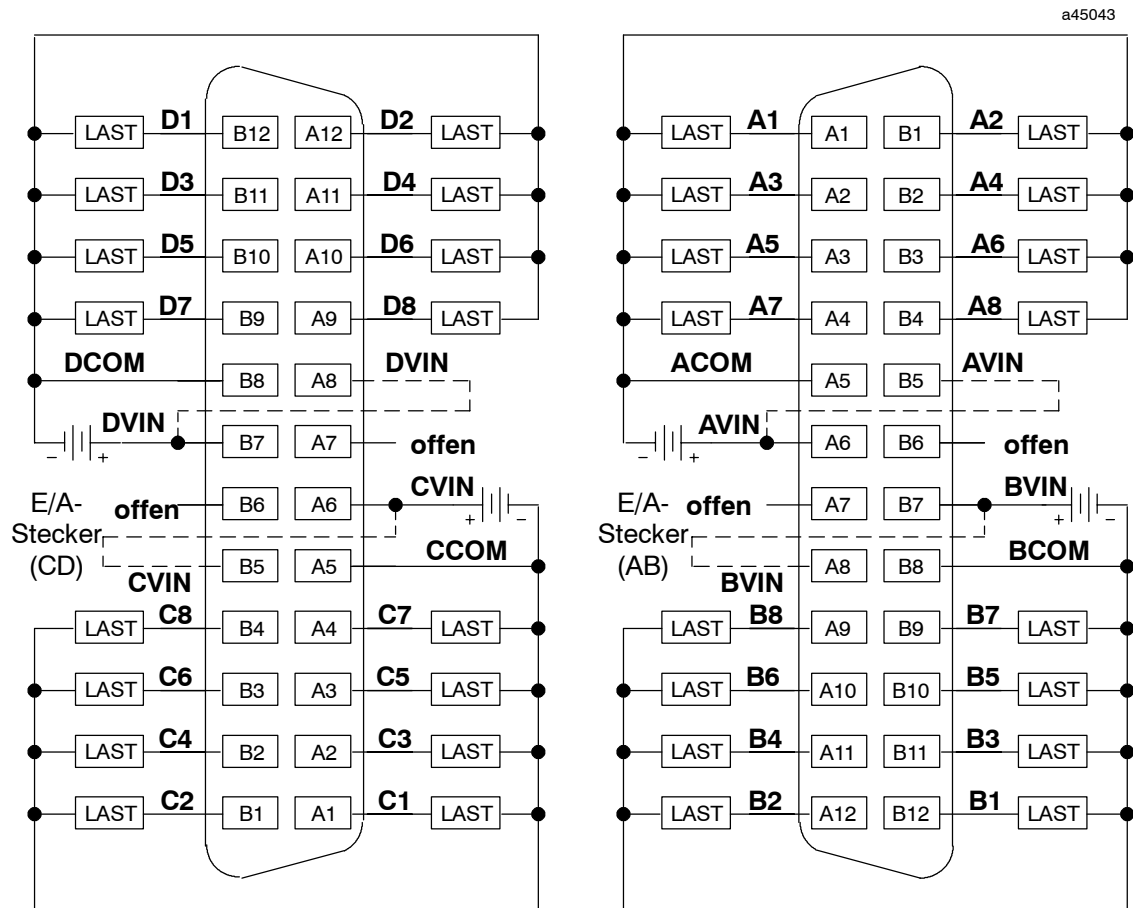 a45043
LAST D1 B12 A12 D2 LAST
LAST D3 B11 A11 D4 LAST
LAST D5 B10 A10 D6 LAST
LAST D7 B9 A9 D8 LAST
DCOM B8 A8 DVIN
− + DVIN B7 A7 offen
offen B6 A6 CVIN + −
E/A-
Stecker
(CD)
B5 A5 CCOM
CVIN
LAST C8 B4 A4 C7 LAST
LAST C6 B3 A3 C5 LAST
LAST C4 B2 A2 C3 LAST
LAST C2 B1 A1 C1 LAST
LAST A1 A1 B1 A2 LAST
LAST A3 A2 B2 A4 LAST
LAST A5 A3 B3 A6 LAST
LAST A7 A4 B4 A8 LAST
ACOM A5 B5 AVIN
− + AVIN A6 B6 offen
offen A7 B7 BVIN + −
E/A-
Stecker
(AB)
A8 B8 BCOM
BVIN
LAST B8 A9 B9 B7 LAST
LAST B6 A10 B10 B5 LAST
LAST B4 A11 B11 B3 LAST
LAST B2 A12 B12 B1 LAST